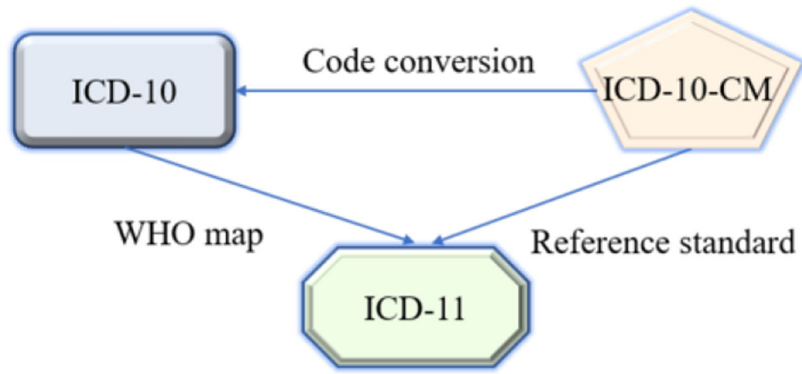 Code conversion
ICD-10
ICD-10-CM
WHO map
Reference standard
ICD-11